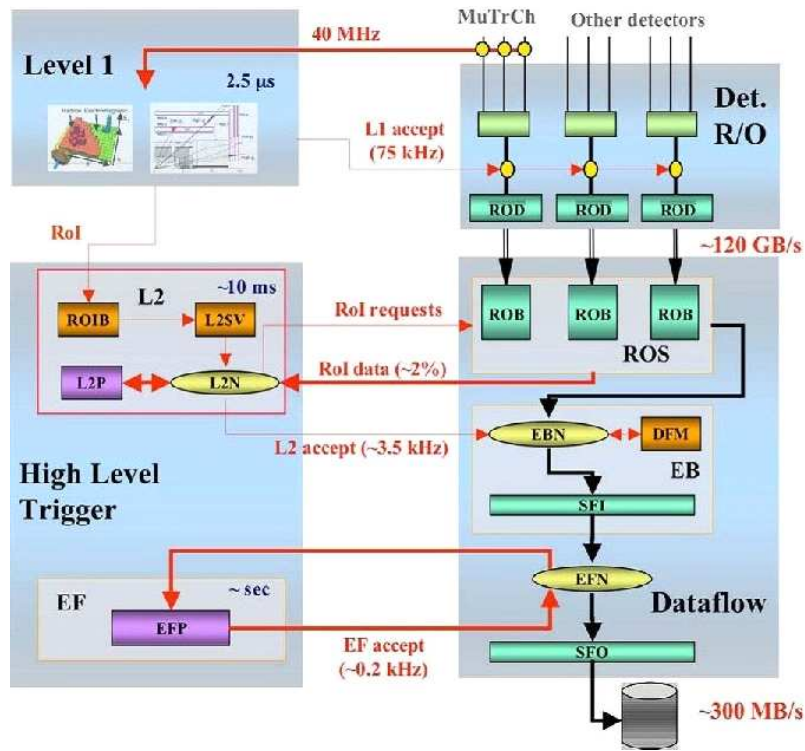 MuTrCh
Other detectors
40 MHz
Level 1
2.5 μs
Det.
R/O
L1 accept
(75 kHz)
ROD
ROD
ROD
RoI
~120 GB/s
L2
~10 ms
ROIB
L2SV
RoI requests
ROB
ROB
ROB
ROS
L2P
L2N
RoI data (~2%)
EBN
DFM
L2 accept (~3.5 kHz)
EB
High Level
Trigger
SFI
EF
~ sec
EFN
EFP
Dataflow
EF accept
(~0.2 kHz)
SFO
~300 MB/s